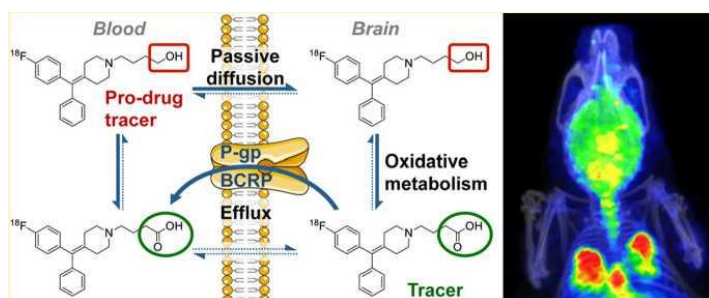 Blood
Brain
18F
N
OH
Passive
diffusion
18F
N
OH
Pro-drug
tracer
P-gp
BCRP
Oxidative
metabolism
Efflux
18F
N
OH
O
18F
N
OH
O
Tracer